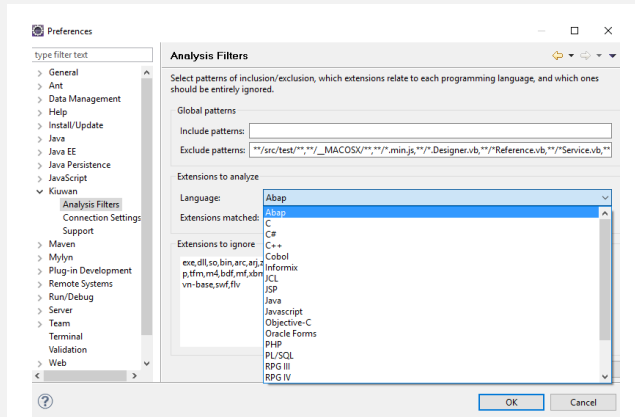 Preferences
type filter text
General
Ant
Data Management
Help
Install/Update
Java
Java EE
Java Persistence
JavaScript
Kiuwan
Analysis Filters
Connection Settings
Support
Maven
Mylyn
Plug-in Development
Remote Systems
Run/Debug
Server
Team
Terminal
Validation
Web
Analysis Filters
Select patterns of inclusion/exclusion, which extensions relate to each programming language, and which ones
should be entirely ignored.
Global patterns
Include patterns:
Exclude patterns: **/src/test/**,**/__MACOSX/**,**/*.min.js,**/*.Designer.vb,**/*Reference.vb,**/*Service.vb,**
Extensions to analyze
Language: Abap
Extensions matched:
Abap
C
C#
C++
Cobol
Informix
JCL
JSP
Java
Javascript
Objective-C
Oracle Forms
PHP
PL/SQL
RPG III
RPG IV
Extensions to ignore
exe,dll,so,bin,arc,arj,z
p,tfm,m4,bdf,mf,xbm
vn-base,swf,flv
OK Cancel